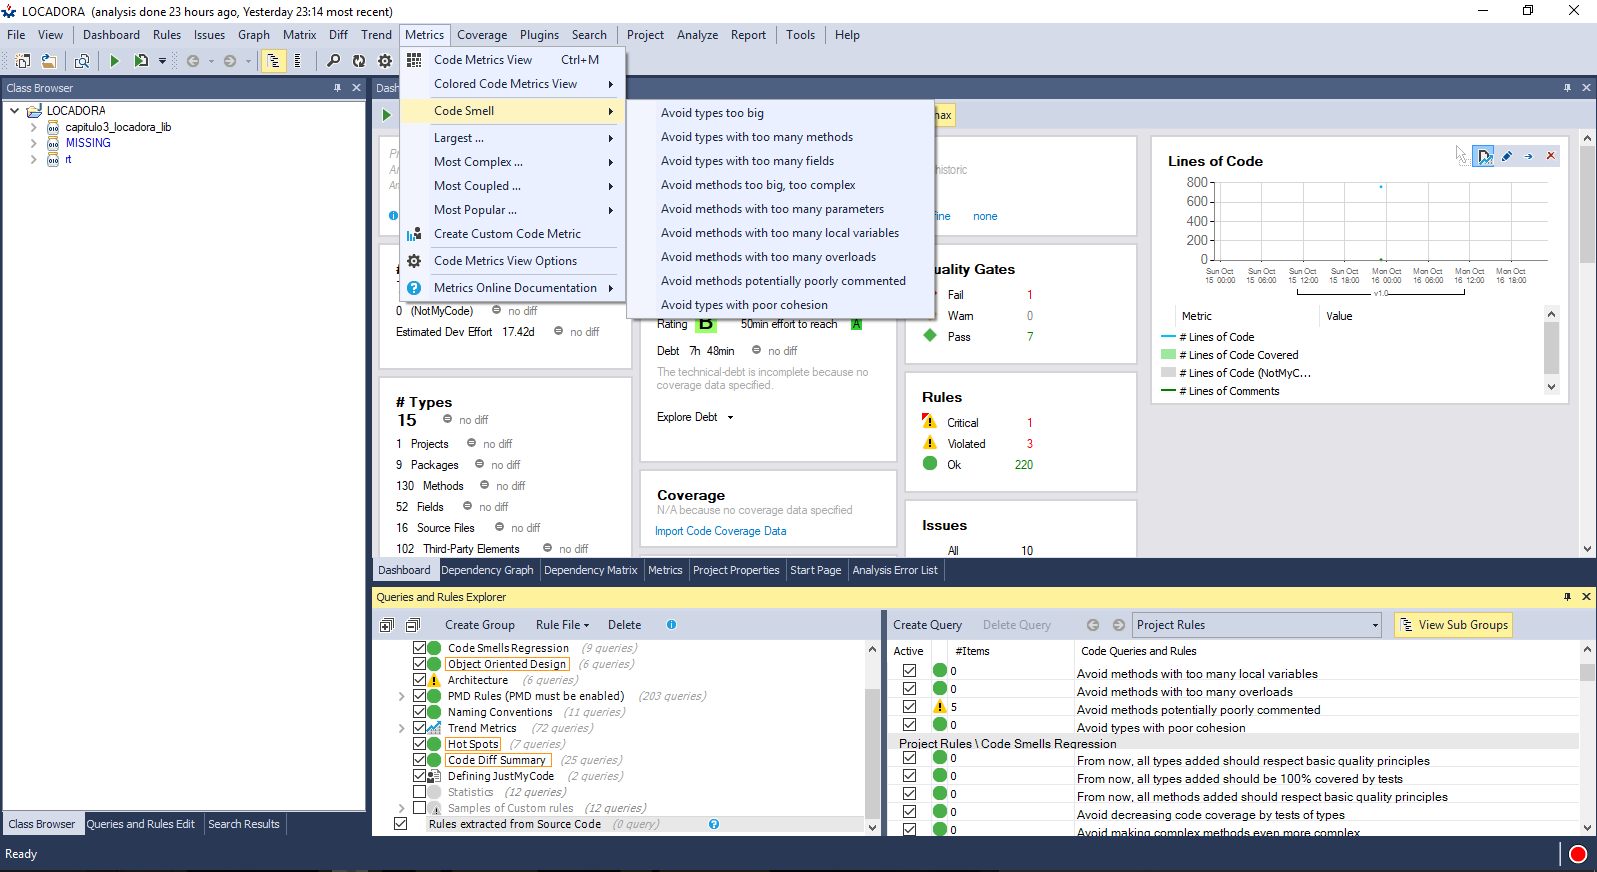 LOCADORA  (analysis done 23 hours ago, Yesterday 23:14 most recent)
File View Dashboard Rules Issues Graph Matrix Diff Trend Metrics Coverage Plugins Search Project Analyze Report Tools Help
Class Browser
LOCADORA
capitulo3_locadora_lib
MISSING
rt
Class Browser Queries and Rules Edit Search Results
Ready
Code Metrics View Ctrl+M
Colored Code Metrics View
Code Smell
Largest ...
Most Complex ...
Most Coupled ...
Most Popular ...
Create Custom Code Metric
Code Metrics View Options
Metrics Online Documentation
Avoid types too big
Avoid types with too many methods
Avoid types with too many fields
Avoid methods too big, too complex
Avoid methods with too many parameters
Avoid methods with too many local variables
Avoid methods with too many overloads
Avoid methods potentially poorly commented
Avoid types with poor cohesion
none
0 (NotMyCode) no diff
Estimated Dev Effort 17.42d no diff
# Types
15 no diff
1 Projects no diff
9 Packages no diff
130 Methods no diff
52 Fields no diff
16 Source Files no diff
102 Third-Party Elements no diff
Rating B 50min effort to reach A
Debt 7h 48min no diff
The technical-debt is incomplete because no
coverage data specified.
Explore Debt
Coverage
N/A because no coverage data specified
Import Code Coverage Data
Gates
Fail 1
Warn 0
Pass 7
Rules
Critical 1
Violated 3
Ok 220
Issues
All 10
Lines of Code
800
600
400
200
0
Sun Oct 15 00:00
Sun Oct 15 06:00
Sun Oct 15 12:00
Sun Oct 15 18:00
Mon Oct 16 00:00
Mon Oct 16 06:00
Mon Oct 16 12:00
Mon Oct 16 18:00
v1.0
Metric Value
# Lines of Code
# Lines of Code Covered
# Lines of Code (NotMyC...
# Lines of Comments
Dashboard Dependency Graph Dependency Matrix Metrics Project Properties Start Page Analysis Error List
Queries and Rules Explorer
Create Group Rule File Delete
Code Smells Regression (9 queries)
Object Oriented Design (6 queries)
Architecture (6 queries)
PMD Rules (PMD must be enabled) (203 queries)
Naming Conventions (11 queries)
Trend Metrics (72 queries)
Hot Spots (7 queries)
Code Diff Summary (25 queries)
Defining JustMyCode (2 queries)
Statistics (12 queries)
Samples of Custom rules (12 queries)
Rules extracted from Source Code (0 query)
Create Query Delete Query Project Rules View Sub Groups
Active #Items Code Queries and Rules
0 Avoid methods with too many local variables
0 Avoid methods with too many overloads
5 Avoid methods potentially poorly commented
0 Avoid types with poor cohesion
Project Rules \ Code Smells Regression
0 From now, all types added should respect basic quality principles
0 From now, all types added should be 100% covered by tests
0 From now, all methods added should respect basic quality principles
0 Avoid decreasing code coverage by tests of types
0 Avoid making complex methods even more complex